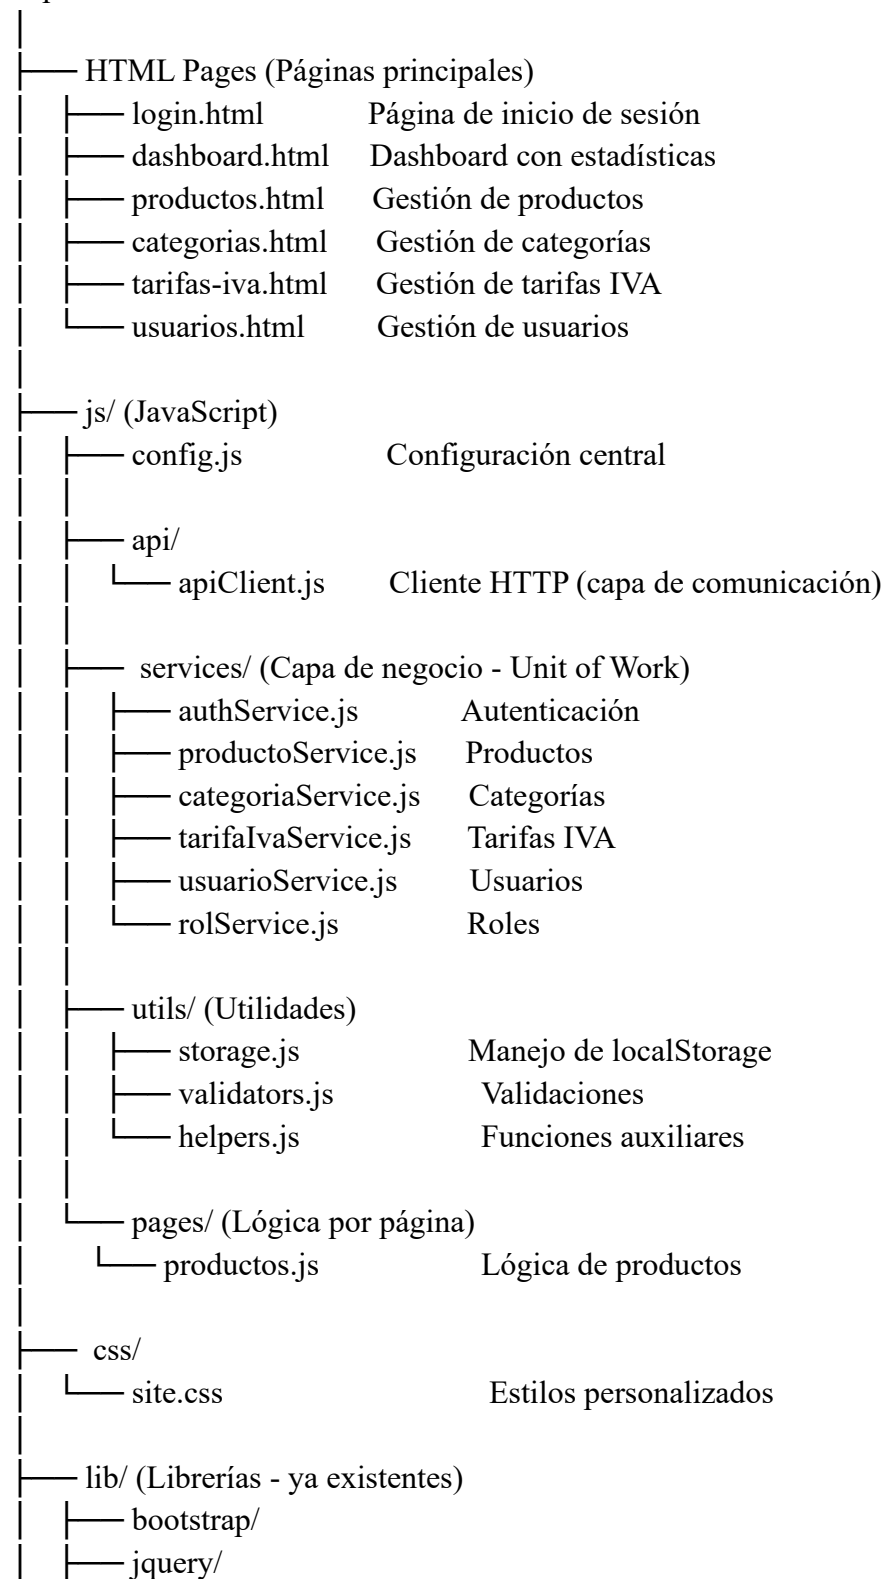 HTML Pages (Páginas principales)
login.html Página de inicio de sesión
dashboard.html Dashboard con estadísticas
productos.html Gestión de productos
categorias.html Gestión de categorías
tarifas-iva.html Gestión de tarifas IVA
usuarios.html Gestión de usuarios
js/ (JavaScript)
config.js Configuración central
api/
apiClient.js Cliente HTTP (capa de comunicación)
services/ (Capa de negocio - Unit of Work)
authService.js Autenticación
productoService.js Productos
categoriaService.js Categorías
tarifaIvaService.js Tarifas IVA
usuarioService.js Usuarios
rolService.js Roles
utils/ (Utilidades)
storage.js Manejo de localStorage
validators.js Validaciones
helpers.js Funciones auxiliares
pages/ (Lógica por página)
productos.js Lógica de productos
css/
site.css Estilos personalizados
lib/ (Librerías - ya existentes)
bootstrap/
jquery/